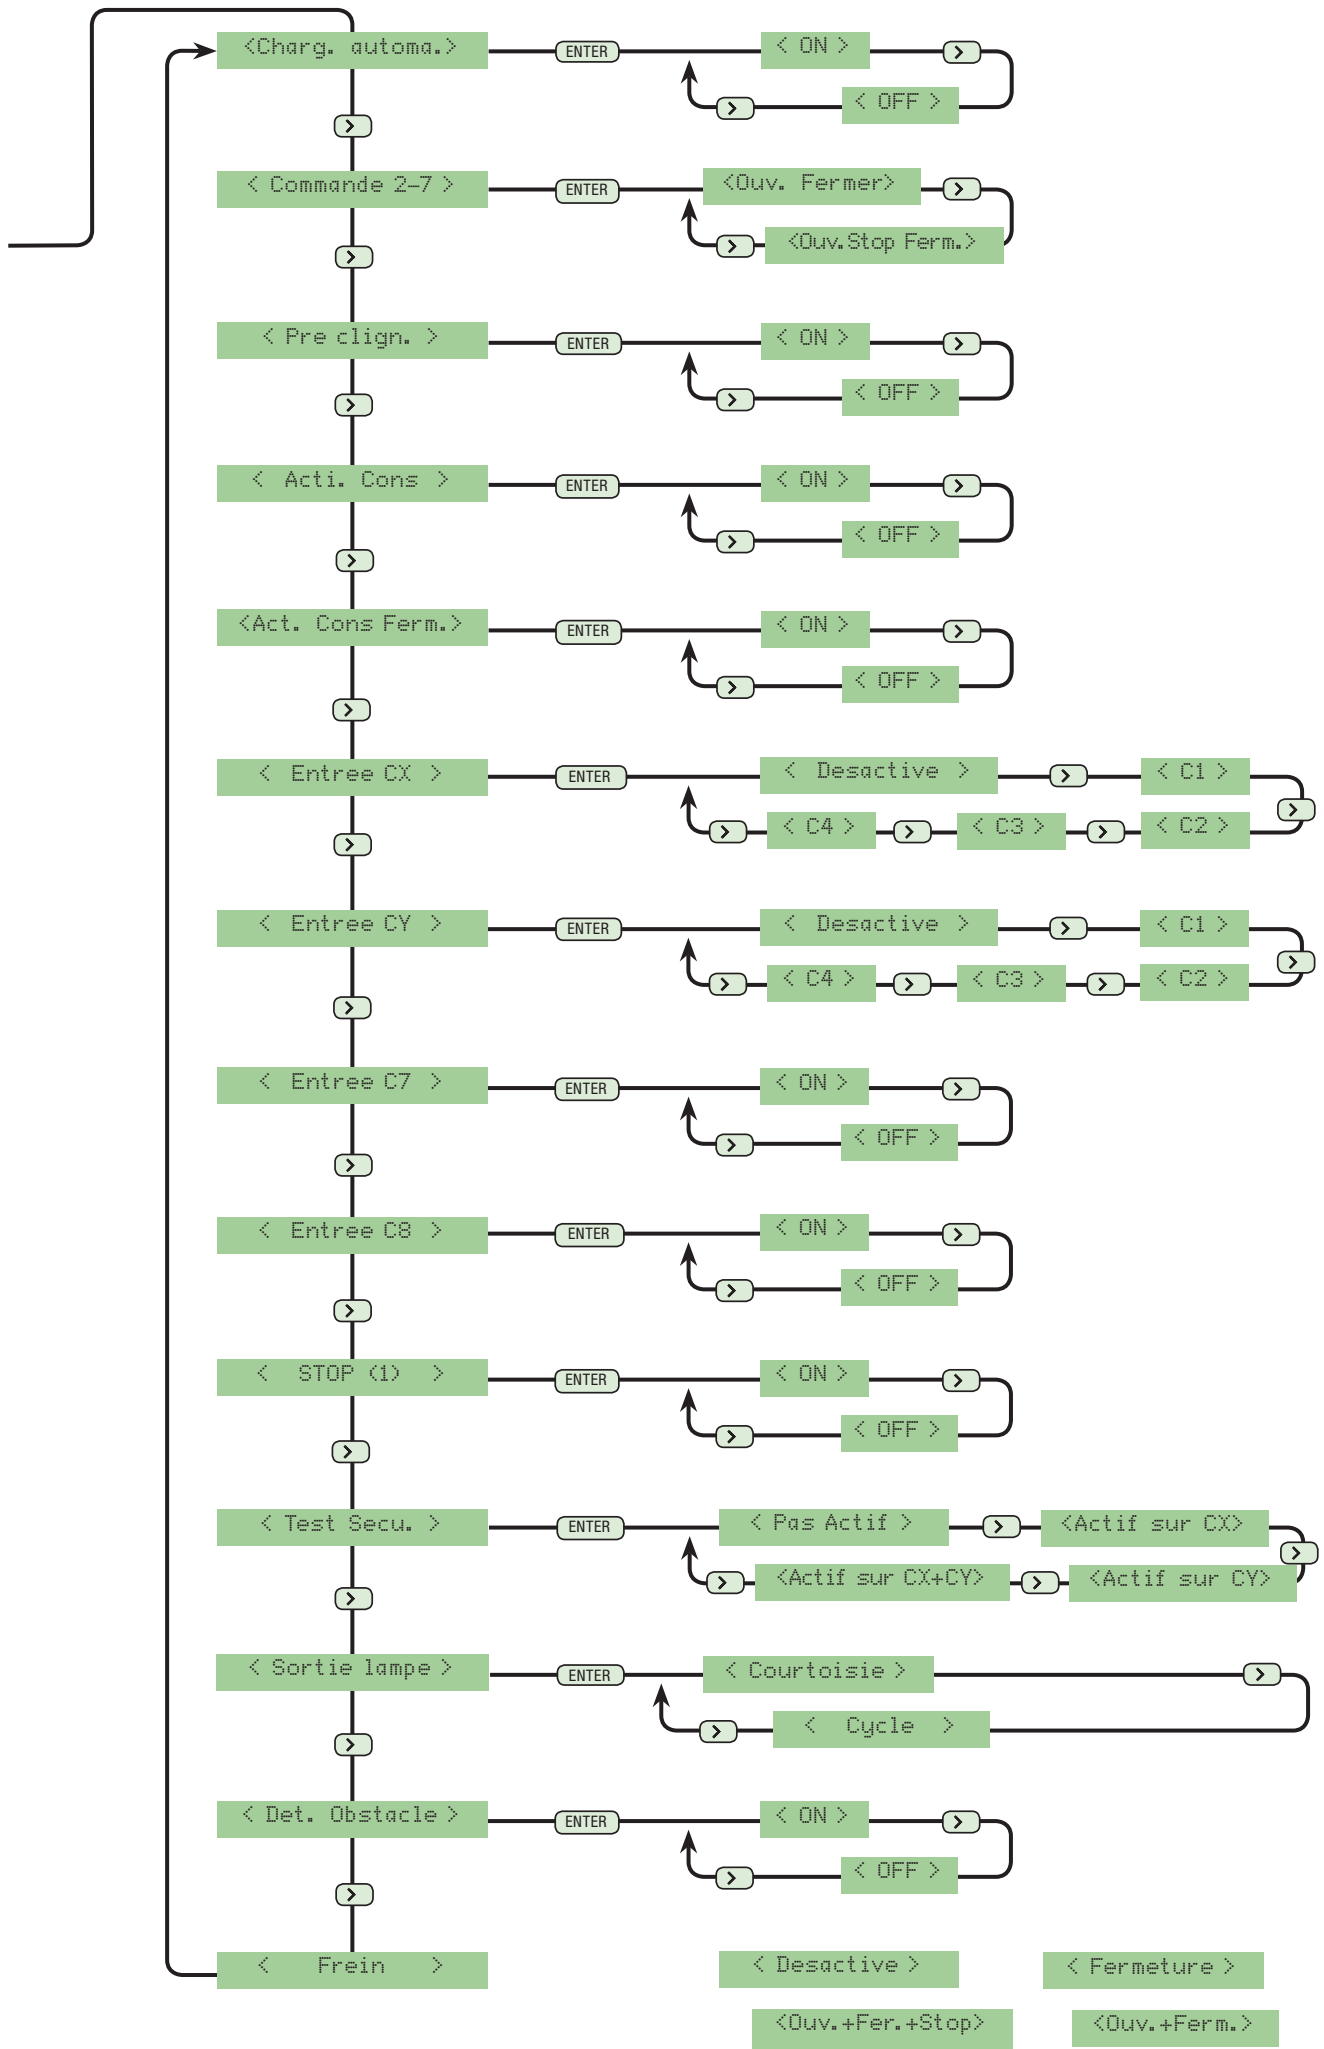 <Charg. automa.> ENTER < ON > >
> < OFF >
>
< Commande 2-7 > ENTER <Ouv. Fermer> >
> <Ouv.Stop Ferm.>
>
< Pre clign. > ENTER < ON > >
> < OFF >
>
< Acti. Cons > ENTER < ON > >
> < OFF >
>
<Act. Cons Ferm.> ENTER < ON > >
> < OFF >
>
< Entree CX > ENTER < Desactive > > < C1 >
>
> < C4 > > < C3 > > < C2 >
>
< Entree CY > ENTER < Desactive > > < C1 >
>
> < C4 > > < C3 > > < C2 >
>
< Entree C7 > ENTER < ON > >
> < OFF >
>
< Entree C8 > ENTER < ON > >
> < OFF >
>
< STOP (1) > ENTER < ON > >
> < OFF >
>
< Test Secu. > ENTER < Pas Actif > > <Actif sur CX>
>
> <Actif sur CX+CY> > <Actif sur CY>
>
< Sortie lampe > ENTER < Courtoisie > >
> < Cycle >
>
< Det. Obstacle > ENTER < ON > >
> < OFF >
>
< Frein > < Desactive > < Fermeture >
<Ouv.+Fer.+Stop> <Ouv.+Ferm.>